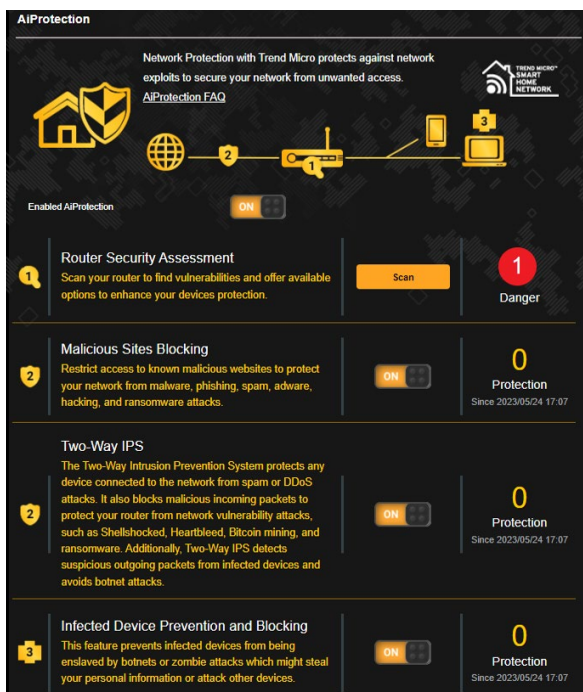 AiProtection
Network Protection with Trend Micro protects against network
exploits to secure your network from unwanted access.
AiProtection FAQ
TREND MICRO™
SMART
HOME
NETWORK
3
2
1
Enabled AiProtection
ON
1
Router Security Assessment
Scan your router to find vulnerabilities and offer available
options to enhance your devices protection.
Scan
1
Danger
2
Malicious Sites Blocking
Restrict access to known malicious websites to protect
your network from malware, phishing, spam, adware,
hacking, and ransomware attacks.
ON
0
Protection
Since 2023/05/24 17:07
2
Two-Way IPS
The Two-Way Intrusion Prevention System protects any
device connected to the network from spam or DDoS
attacks. It also blocks malicious incoming packets to
protect your router from network vulnerability attacks,
such as Shellshocked, Heartbleed, Bitcoin mining, and
ransomware. Additionally, Two-Way IPS detects
suspicious outgoing packets from infected devices and
avoids botnet attacks.
ON
0
Protection
Since 2023/05/24 17:07
3
Infected Device Prevention and Blocking
This feature prevents infected devices from being
enslaved by botnets or zombie attacks which might steal
your personal information or attack other devices.
ON
0
Protection
Since 2023/05/24 17:07